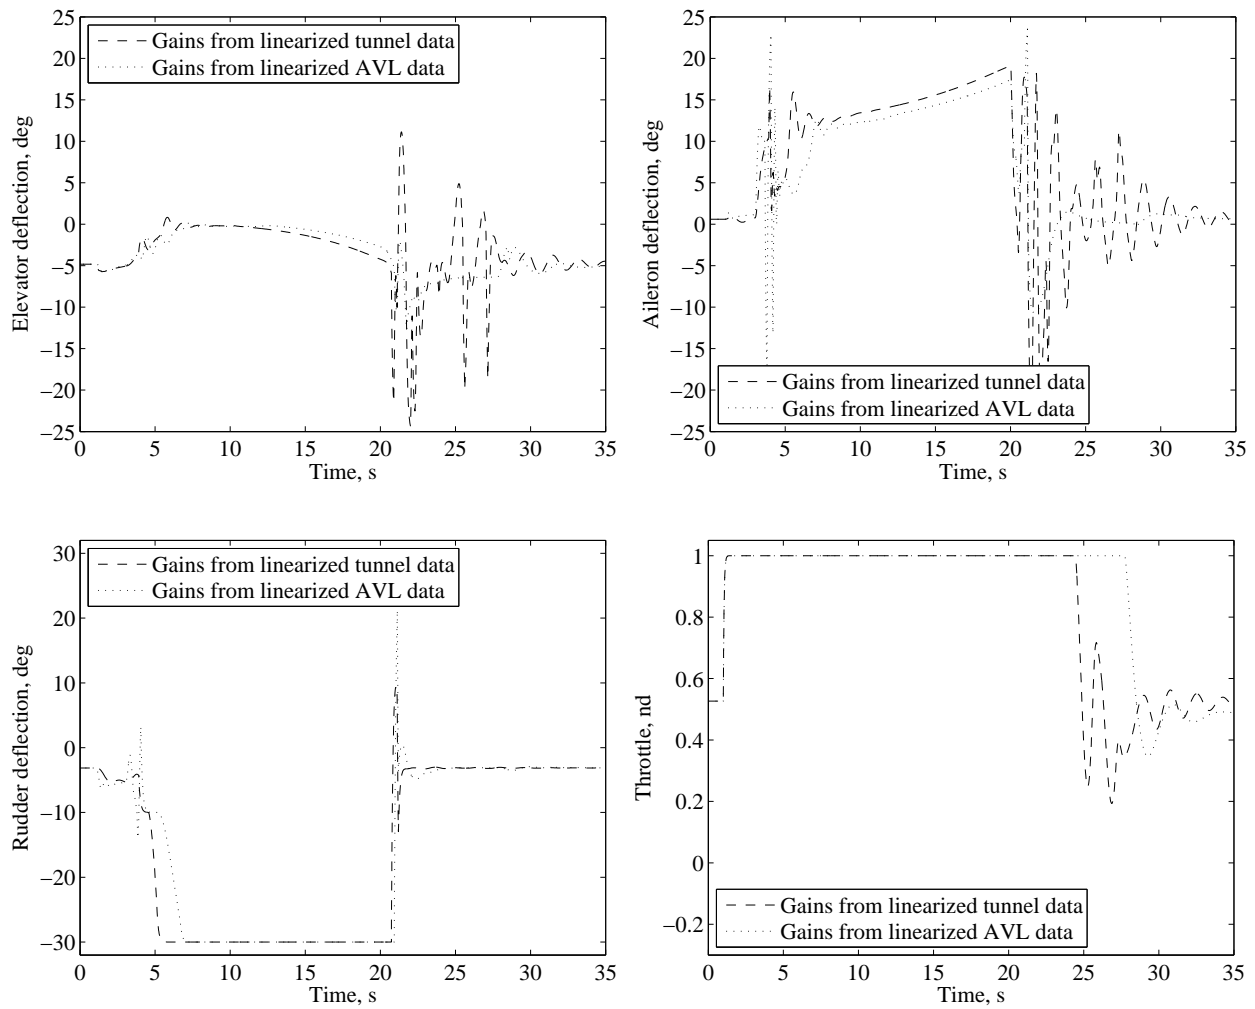 25
20
15
10
5
0
−5
−10
−15
−20
−25
Elevator deflection, deg
Gains from linearized tunnel data
Gains from linearized AVL data
0 5 10 15 20 25 30 35
Time, s
25
20
15
10
5
0
−5
−10
−15
−20
−25
Aileron deflection, deg
Gains from linearized tunnel data
Gains from linearized AVL data
0 5 10 15 20 25 30 35
Time, s
30
20
10
0
−10
−20
−30
Rudder deflection, deg
Gains from linearized tunnel data
Gains from linearized AVL data
0 5 10 15 20 25 30 35
Time, s
1
0.8
0.6
0.4
0.2
0
−0.2
Throttle, nd
Gains from linearized tunnel data
Gains from linearized AVL data
0 5 10 15 20 25 30 35
Time, s